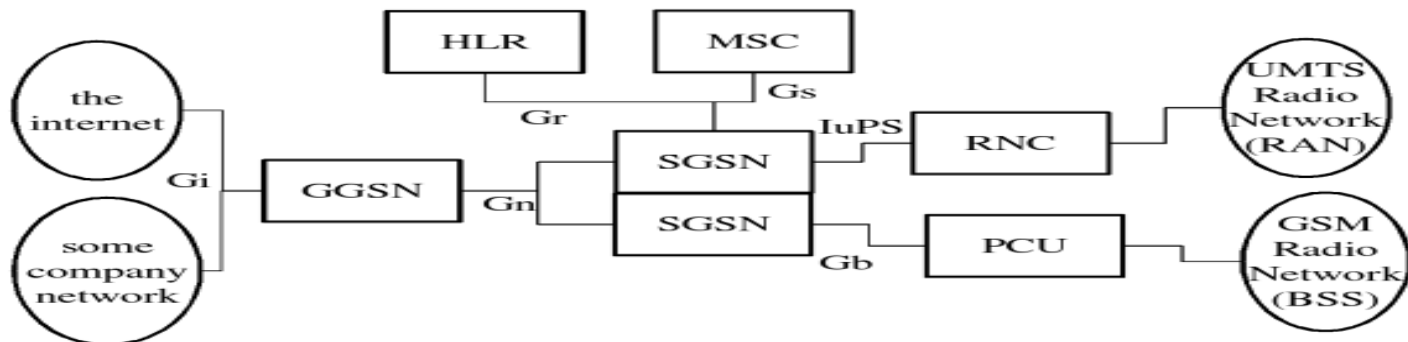 HLR
MSC
the
internet
Gr
Gs
UMTS
Radio
Network
(RAN)
IuPS
SGSN
RNC
Gi
GGSN
Gn
SGSN
Gb
PCU
some
company
network
GSM
Radio
Network
(BSS)